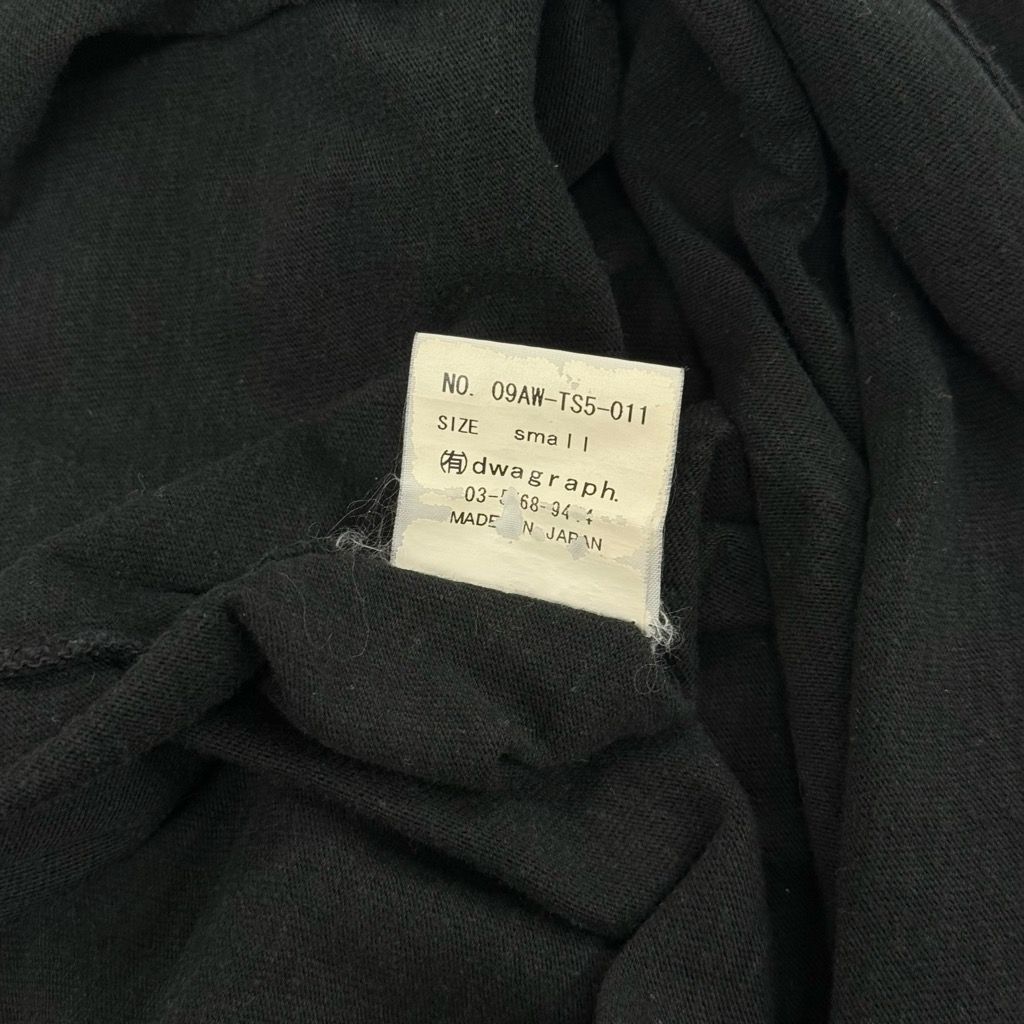 NO. 09AW-TS5-011
SIZE small
㈲dwagraph.
MADE IN JAPAN